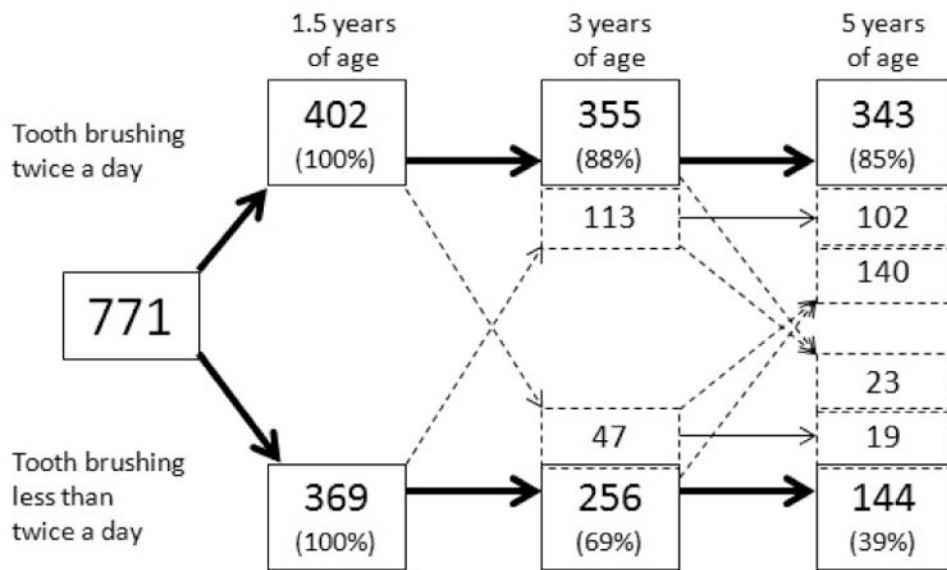 1.5 years
of age
3 years
of age
5 years
of age
Tooth brushing
twice a day
402
(100%)
355
(88%)
343
(85%)
113
102
140
771
23
47
19
Tooth brushing
less than
twice a day
369
(100%)
256
(69%)
144
(39%)